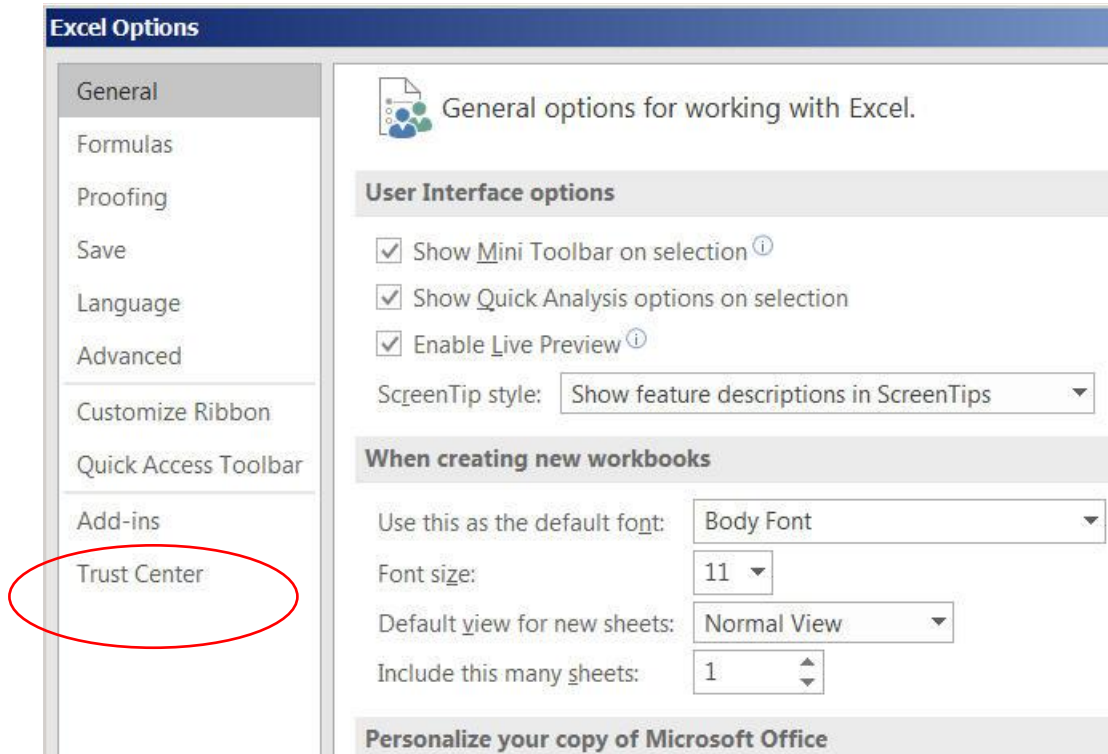 Excel Options
General
Formulas
Proofing
Save
Language
Advanced
Customize Ribbon
Quick Access Toolbar
Add-ins
Trust Center
General options for working with Excel.
User Interface options
Show Mini Toolbar on selection
Show Quick Analysis options on selection
Enable Live Preview
ScreenTip style: Show feature descriptions in ScreenTips
When creating new workbooks
Use this as the default font: Body Font
Font size: 11
Default view for new sheets: Normal View
Include this many sheets: 1
Personalize your copy of Microsoft Office